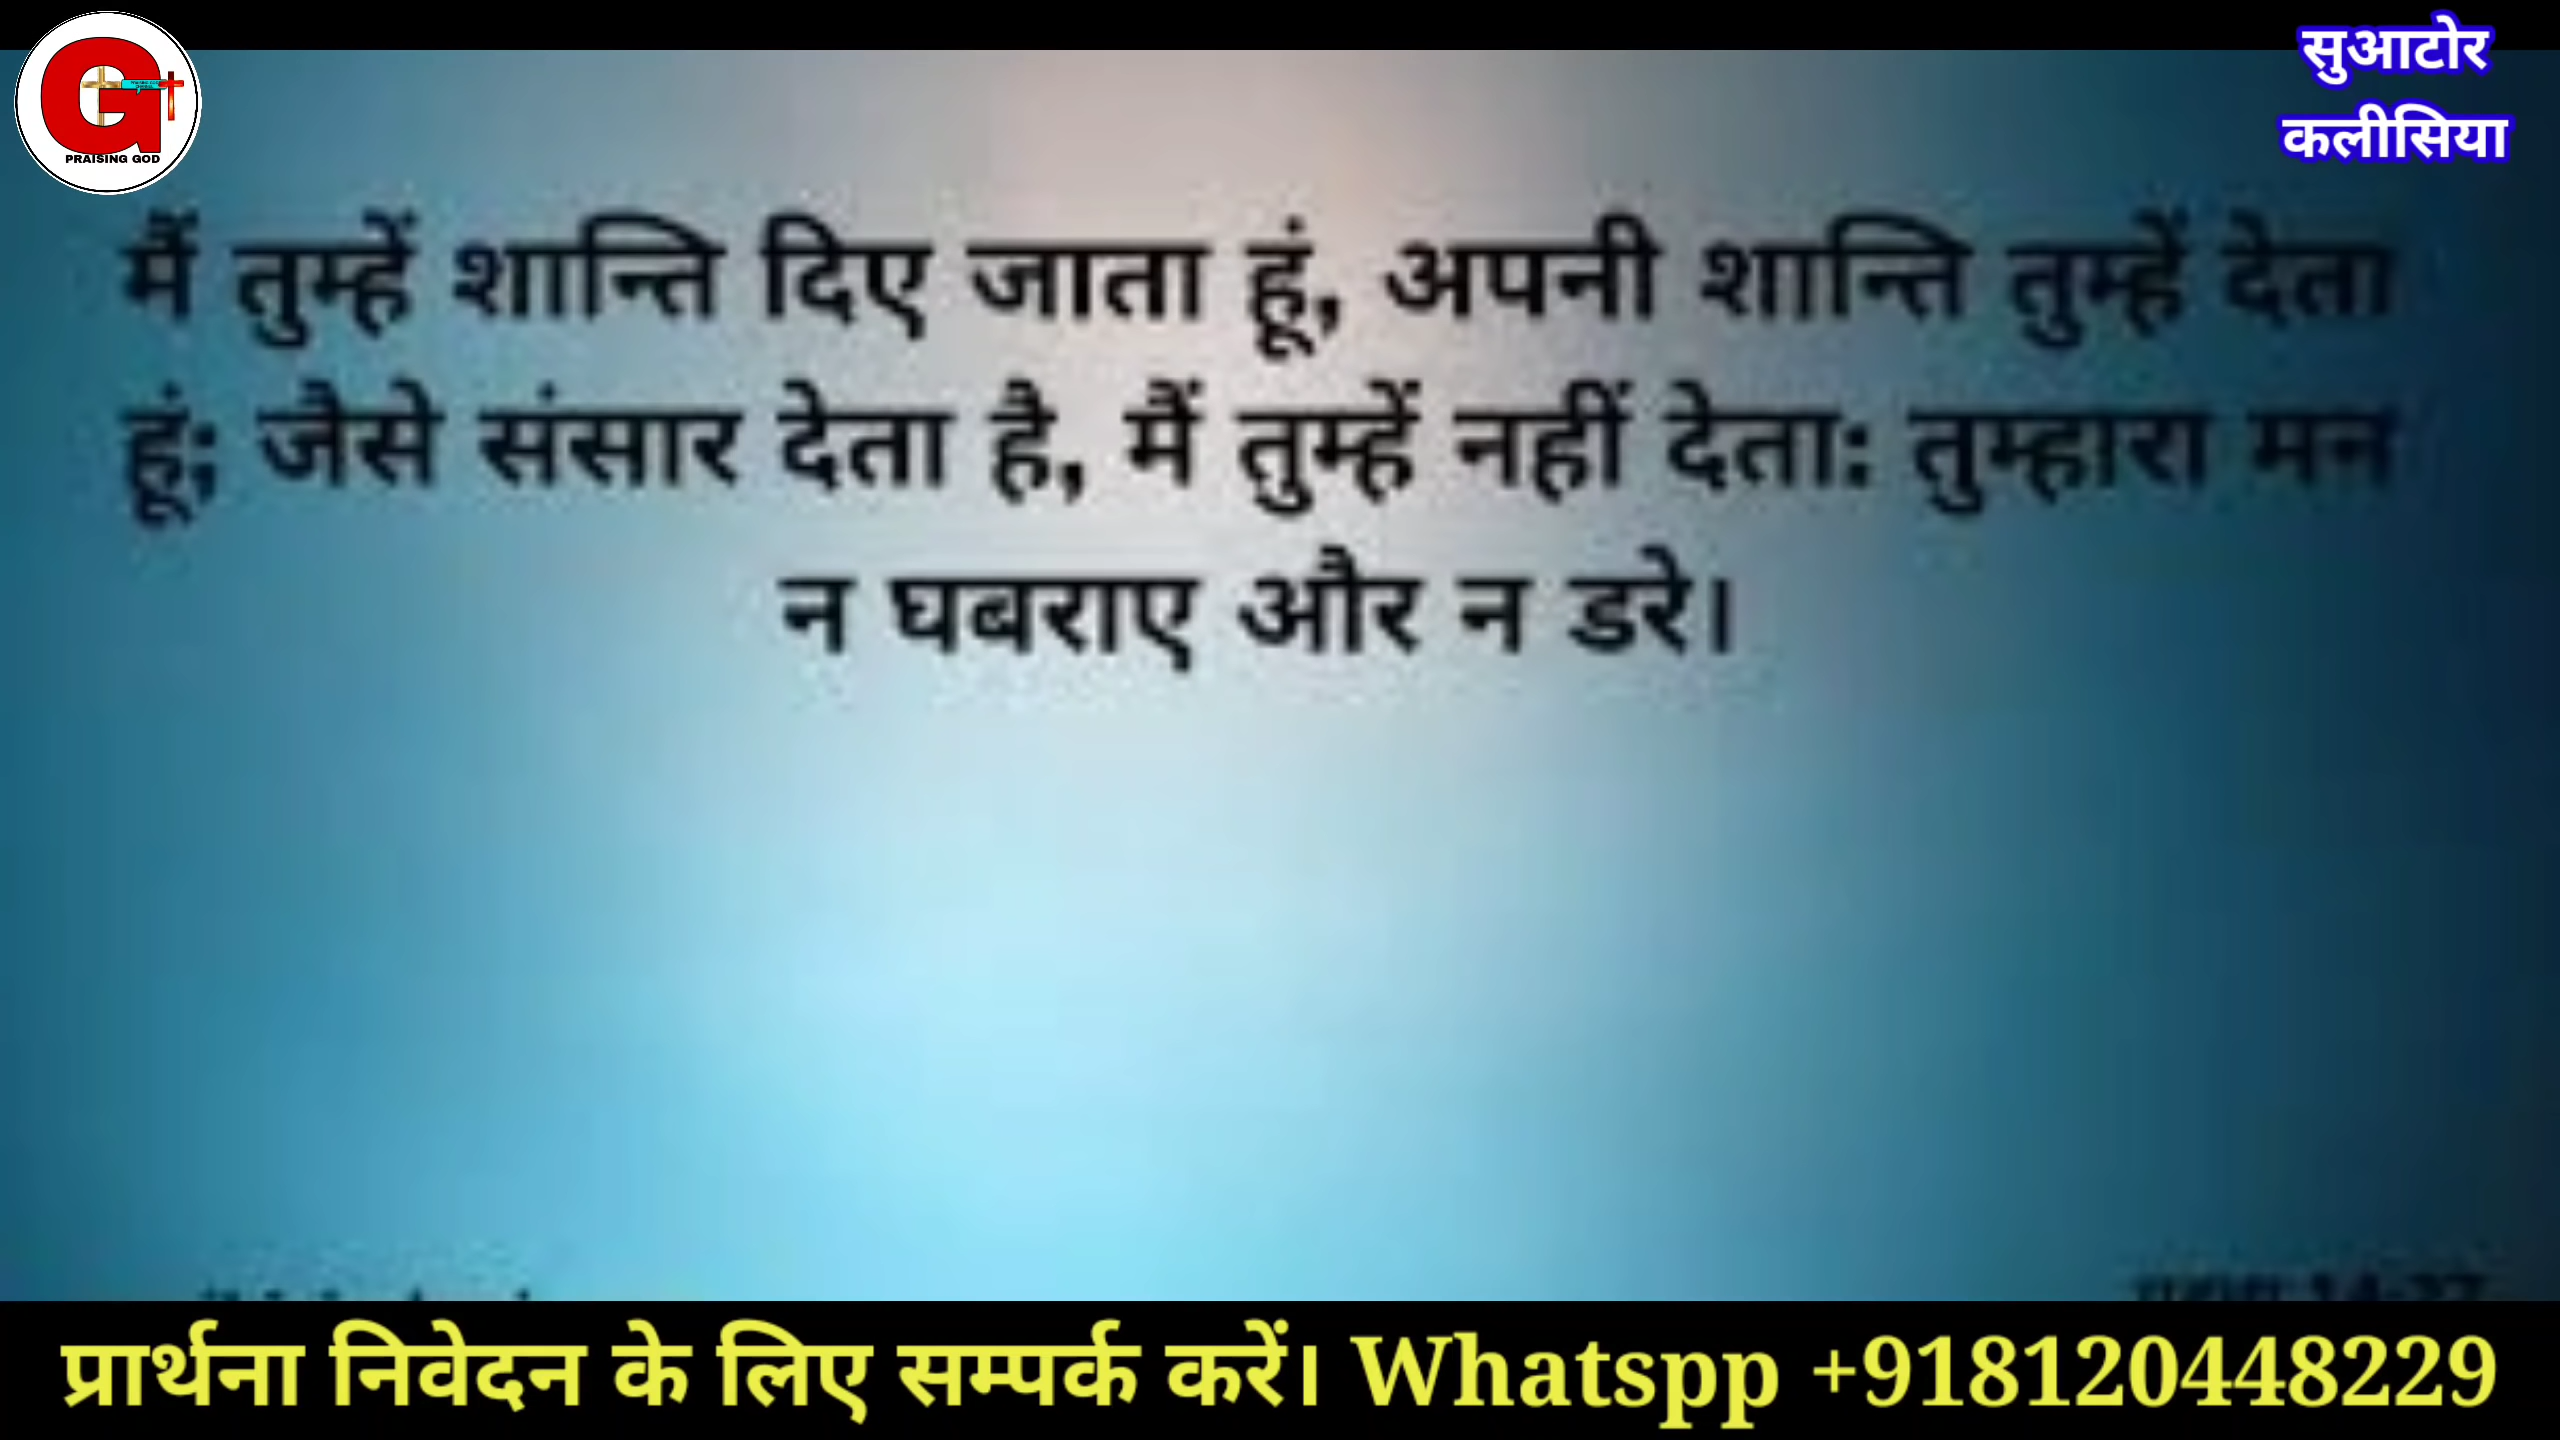 PRAISING GOD
सुआटोर
कलीसिया
मैं तुम्हें शान्ति दिए जाता हूं, अपनी शान्ति तुम्हें देता
हूं; जैसे संसार देता है, मैं तुम्हें नहीं देता: तुम्हारा मन
न घबराए और न डरे।
प्रार्थना निवेदन के लिए सम्पर्क करें। Whatspp +918120448229